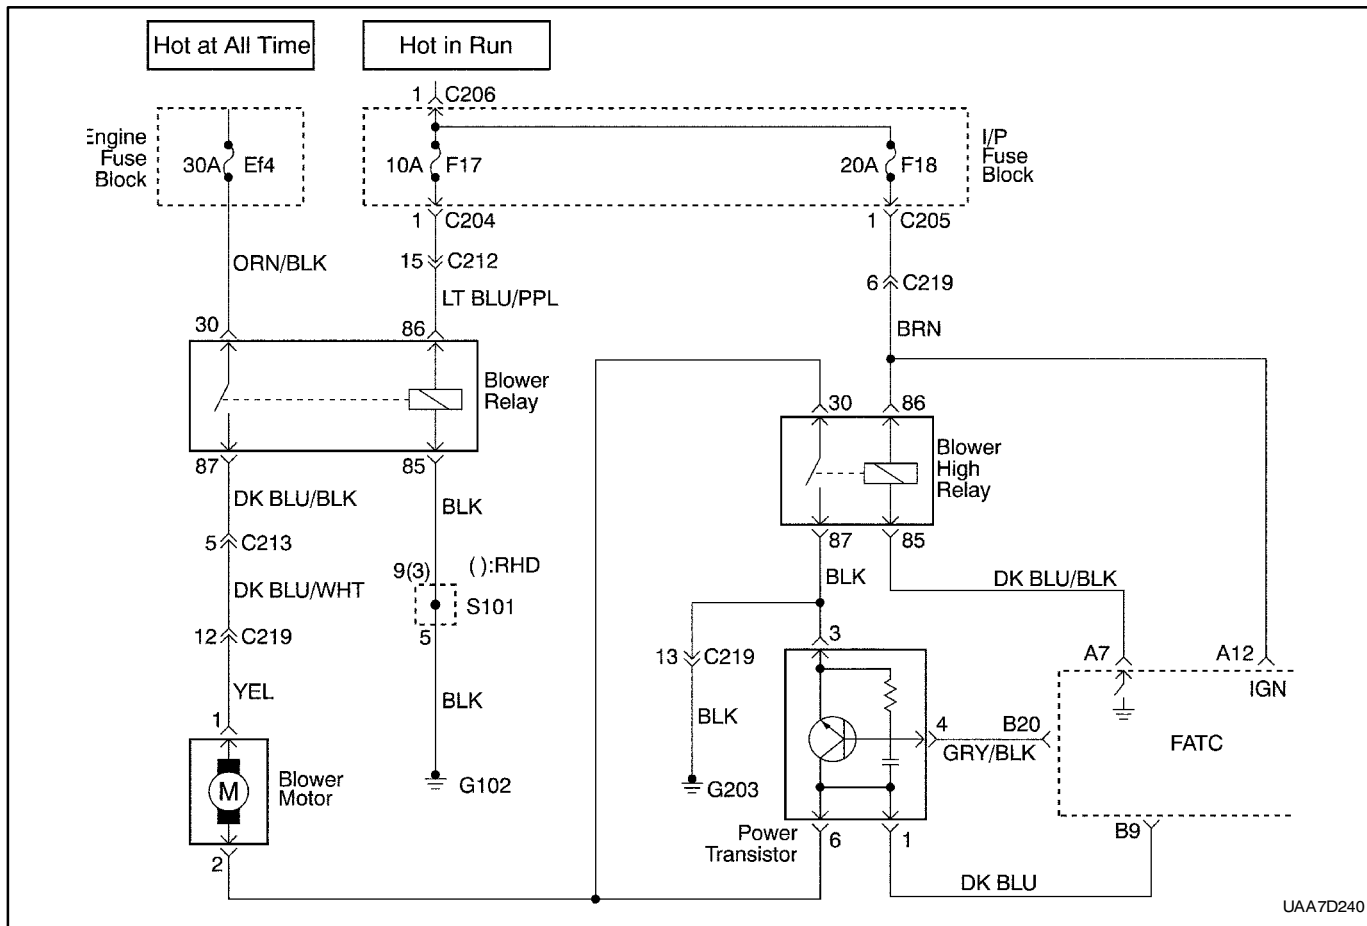 Hot at All Time
Hot in Run
1 C206
Engine
Fuse
Block
30A Ef4
10A F17
20A F18
I/P
Fuse
Block
1 C204
1 C205
ORN/BLK
15 C212
6 C219
LT BLU/PPL
BRN
30
86
Blower
Relay
87
85
30
86
Blower
High
Relay
87
85
DK BLU/BLK
BLK
5 C213
9(3)
( ):RHD
DK BLU/WHT
S101
5
12 C219
BLK
DK BLU/BLK
3
13 C219
A7
A12
IGN
YEL
BLK
BLK
1
4
B20
GRY/BLK
FATC
M
Blower
Motor
G102
G203
Power
Transistor
6
1
B9
2
DK BLU
UAA7D240